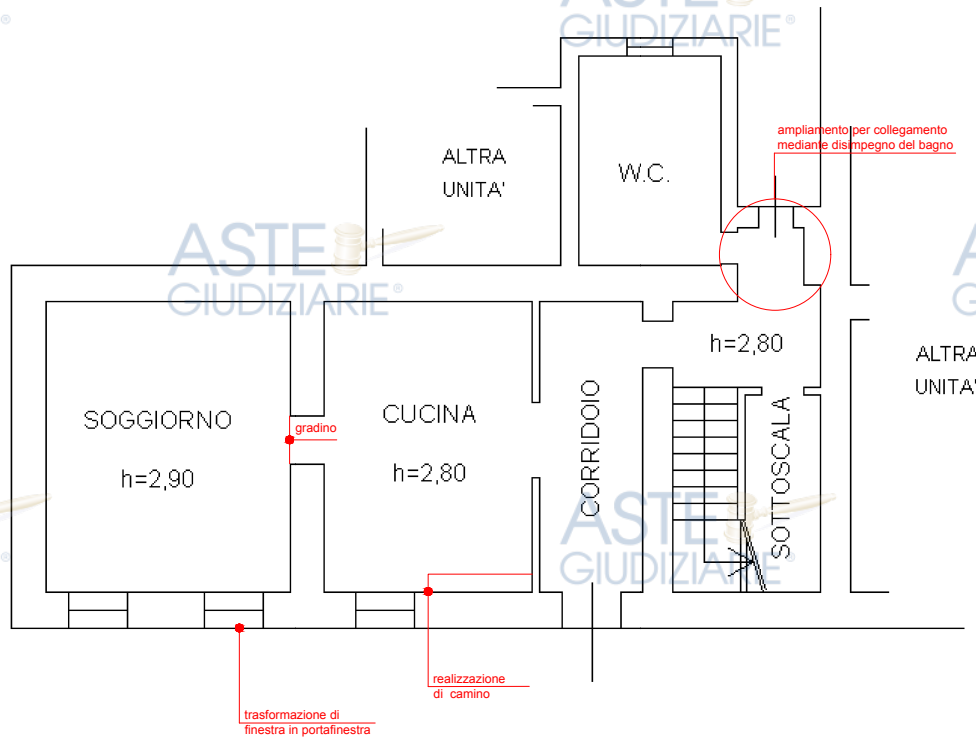 ASTE
GIUDIZIARIE®
ampliamento per collegamento
mediante disimpegno del bagno
ALTRA
UNITA'
W.C.
ASTE
GIUDIZIARIE®
h=2,80
ALTRA
UNITA'
SOGGIORNO
h=2,90
gradino
CUCINA
h=2,80
CORRIDOIO
SOTTOSCALA
ASTE
GIUDIZIARIE®
realizzazione
di camino
trasformazione di
finestra in portafinestra